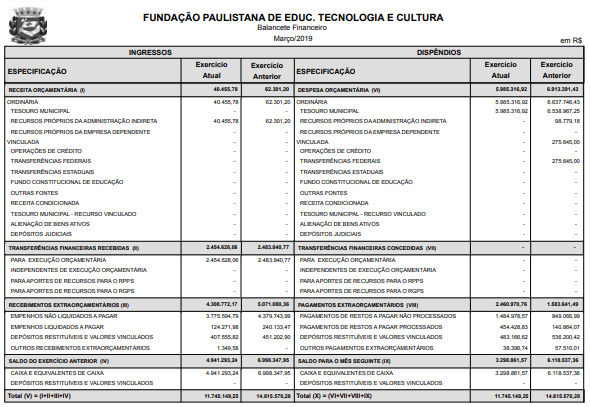 FUNDAÇÃO PAULISTANA DE EDUC. TECNOLOGIA E CULTURA
Balancete Financeiro
Março/2019
em R$
INGRESSOS DISPÊNDIOS
ESPECIFICAÇÃO Exercício Atual Exercício Anterior ESPECIFICAÇÃO Exercício Atual Exercício Anterior
RECEITA ORÇAMENTÁRIA (I) 40.455,78 62.301,20 DESPESA ORÇAMENTÁRIA (VI) 5.985.316,92 6.913.391,43
ORDINÁRIA 40.455,78 62.301,20 ORDINÁRIA 5.985.316,92 6.637.746,43
TESOURO MUNICIPAL - - TESOURO MUNICIPAL 5.985.316,92 6.538.967,25
RECURSOS PRÓPRIOS DA ADMINISTRAÇÃO INDIRETA 40.455,78 62.301,20 RECURSOS PRÓPRIOS DA ADMINISTRAÇÃO INDIRETA - 98.779,18
RECURSOS PRÓPRIOS DA EMPRESA DEPENDENTE - - RECURSOS PRÓPRIOS DA EMPRESA DEPENDENTE - -
VINCULADA - - VINCULADA - 275.645,00
OPERAÇÕES DE CRÉDITO - - OPERAÇÕES DE CRÉDITO - -
TRANSFERÊNCIAS FEDERAIS - - TRANSFERÊNCIAS FEDERAIS - 275.645,00
TRANSFERÊNCIAS ESTADUAIS - - TRANSFERÊNCIAS ESTADUAIS - -
FUNDO CONSTITUCIONAL DE EDUCAÇÃO - - FUNDO CONSTITUCIONAL DE EDUCAÇÃO - -
OUTRAS FONTES - - OUTRAS FONTES - -
RECEITA CONDICIONADA - - RECEITA CONDICIONADA - -
TESOURO MUNICIPAL - RECURSO VINCULADO - - TESOURO MUNICIPAL - RECURSO VINCULADO - -
ALIENAÇÃO DE BENS ATIVOS - - ALIENAÇÃO DE BENS ATIVOS - -
DEPÓSITOS JUDICIAIS - - DEPÓSITOS JUDICIAIS - -
TRANSFERÊNCIAS FINANCEIRAS RECEBIDAS (II) 2.454.628,06 2.483.840,77 TRANSFERÊNCIAS FINANCEIRAS CONCEDIDAS (VII) - -
PARA EXECUÇÃO ORÇAMENTÁRIA 2.454.628,06 2.483.840,77 PARA EXECUÇÃO ORÇAMENTÁRIA - -
INDEPENDENTES DE EXECUÇÃO ORÇAMENTÁRIA - - INDEPENDENTES DE EXECUÇÃO ORÇAMENTÁRIA - -
PARA APORTES DE RECURSOS PARA O RPPS - - PARA APORTES DE RECURSOS PARA O RPPS - -
PARA APORTES DE RECURSOS PARA O RGPS - - PARA APORTES DE RECURSOS PARA O RGPS - -
RECEBIMENTOS EXTRAORÇAMENTÁRIOS (III) 4.308.772,17 5.071.080,36 PAGAMENTOS EXTRAORÇAMENTÁRIOS (VIII) 2.460.970,76 1.583.641,49
EMPENHOS NÃO LIQUIDADOS A PAGAR 3.775.594,79 4.379.743,99 PAGAMENTOS DE RESTOS A PAGAR NÃO PROCESSADOS 1.484.978,57 849.066,99
EMPENHOS LIQUIDADOS A PAGAR 124.271,98 240.133,47 PAGAMENTOS DE RESTOS A PAGAR PROCESSADOS 454.428,83 140.864,07
DEPÓSITOS RESTITUÍVEIS E VALORES VINCULADOS 407.555,82 451.202,90 DEPÓSITOS RESTITUÍVEIS E VALORES VINCULADOS 483.166,62 536.200,42
OUTROS RECEBIMENTOS EXTRAORÇAMENTÁRIOS 1.349,58 - OUTROS PAGAMENTOS EXTRAORÇAMENTÁRIOS 38.396,74 57.510,01
SALDO DO EXERCÍCIO ANTERIOR (IV) 4.941.293,24 6.998.347,95 SALDO PARA O MÊS SEGUINTE (IX) 3.298.861,57 6.118.537,36
CAIXA E EQUIVALENTES DE CAIXA 4.941.293,24 6.998.347,95 CAIXA E EQUIVALENTES DE CAIXA 3.298.861,57 6.118.537,36
DEPÓSITOS RESTITUÍVEIS E VALORES VINCULADOS - - DEPÓSITOS RESTITUÍVEIS E VALORES VINCULADOS - -
Total (V) = (I+II+III+IV) 11.745.149,25 14.615.570,28 Total (X) = (VI+VII+VIII+IX) 11.745.149,25 14.615.570,28